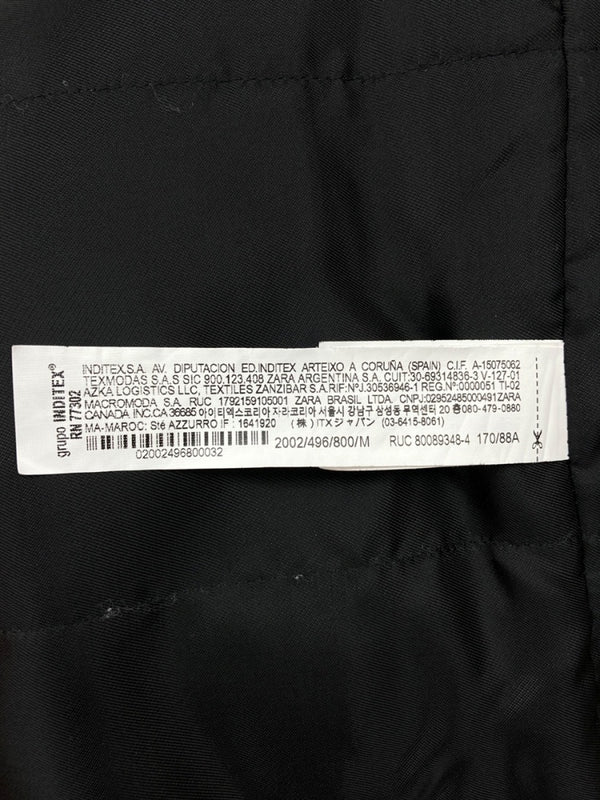 grupo INDITEX®
RN 77302
INDITEX,S.A. AV. DIPUTACION ED.INDITEX ARTEIXO A CORUÑA (SPAIN) C.I.F. A-15075062
TEXMODAS S.A.S SIC 900.123.408 ZARA ARGENTINA S.A. CUIT:30-69314836-3 V-127-01
AZKA LOGISTICS LLC, TEXTILES ZANZIBAR S.A.RIF:NºJ.30536946-1 REG.Nº:0000051 TI-02
MACROMODA S.A. RUC 1792159105001 ZARA BRASIL LTDA. CNPJ:02952485000491ZARA
CANADA INC.CA 36685 아이티엑스코리아 자라코리아 서울시 강남구 삼성동 무역센터 20 층080-479-0880
MA-MAROC: Sté AZZURRO IF : 1641920 (株) ITXジャパン (03-6415-8061)
2002/496/800/M RUC 80089348-4 170/88A
02002496800032